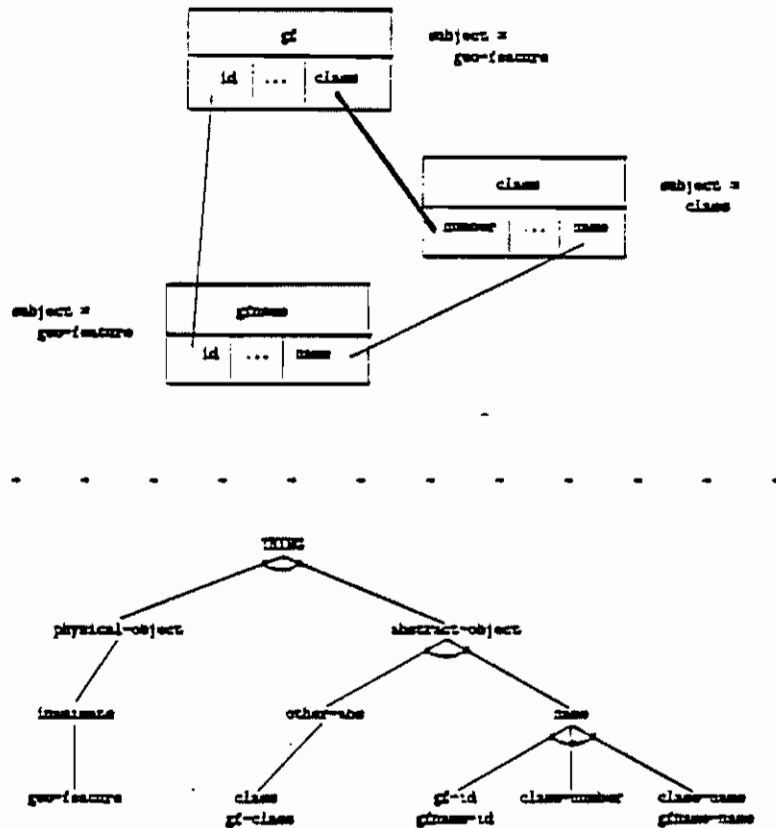 gf
subject =
geo-feature
id ... class
class
subject =
class
number ... name
subject =
geo-feature
gfname
id ... name
THING
physical-object abstract-object
inanimate other-abs name
geo-feature class gf-id class-number class-name
gf-class gfname-id gfname-name